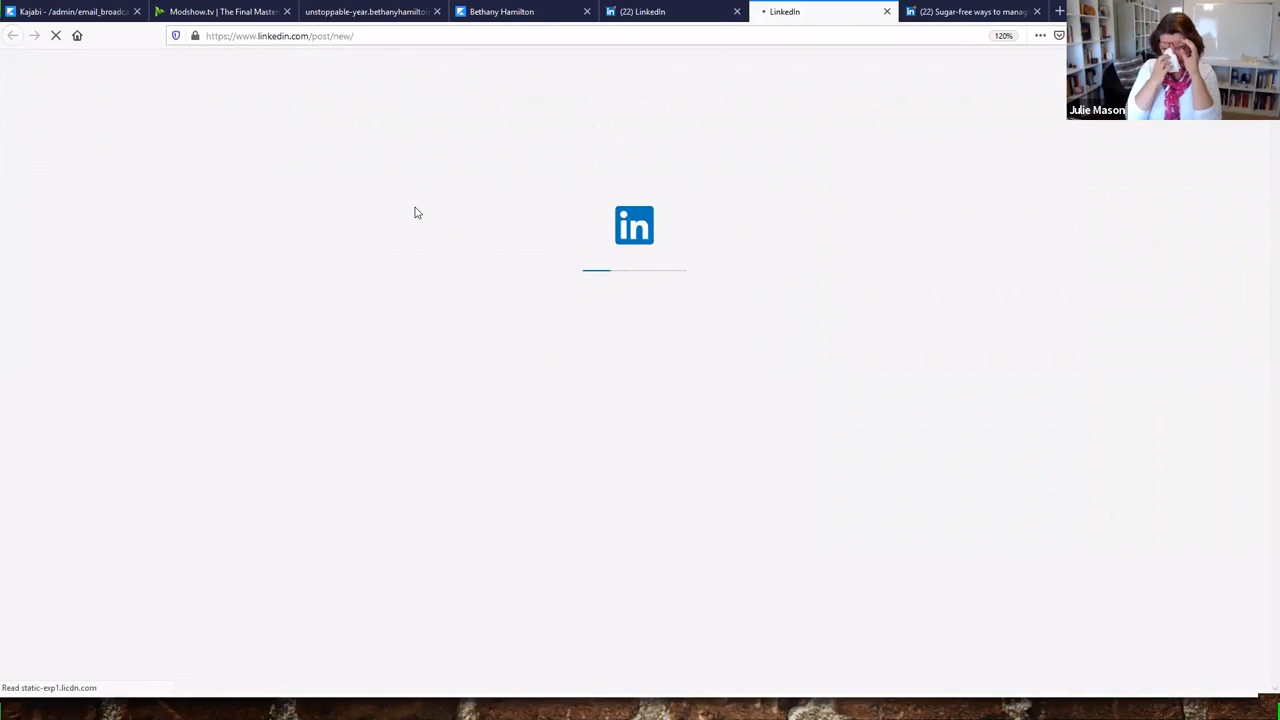 Kajabi - /admin/email_broadc
Modshow.tv | The Final Master
unstoppable-year.bethanyhamilton
Bethany Hamilton
(22) LinkedIn
LinkedIn
(22) Sugar-free ways to manag
https://www.linkedin.com/post/new/
120%
Julie Mason
in
Read static-exp1.licdn.com